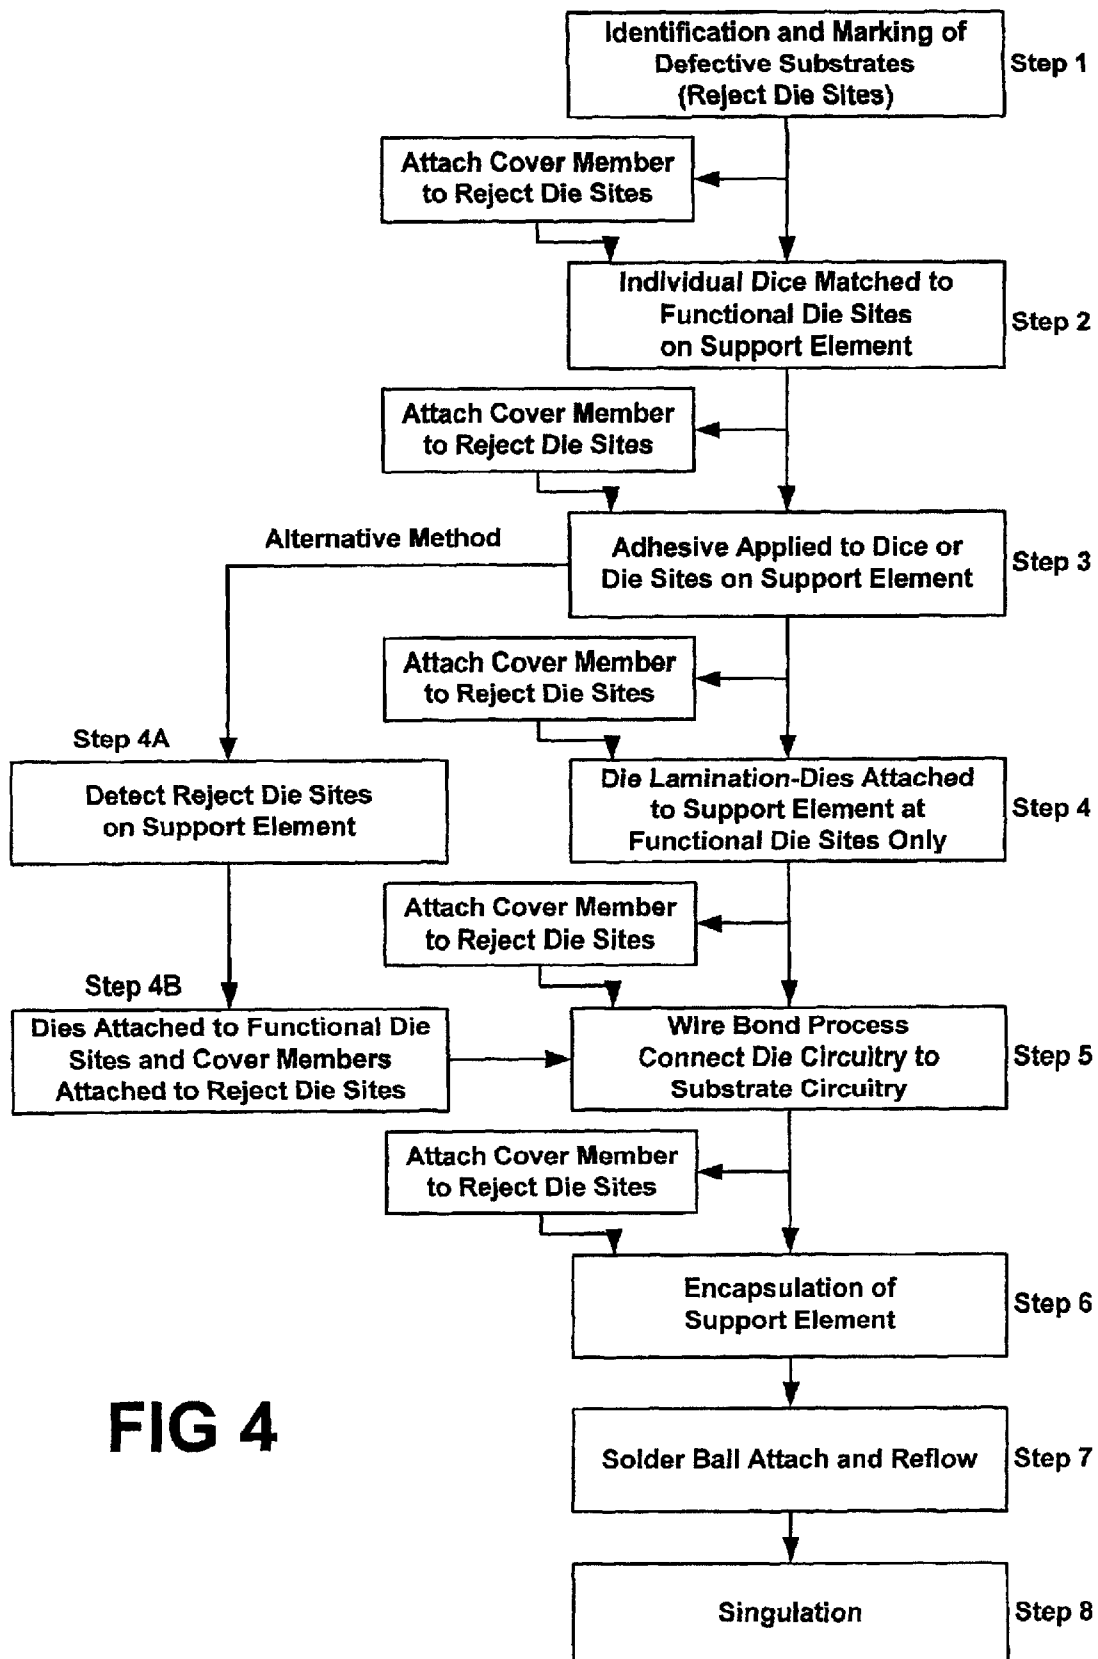 Identification and Marking of
Defective Substrates
(Reject Die Sites)
Step 1
Attach Cover Member
to Reject Die Sites
Individual Dice Matched to
Functional Die Sites
on Support Element
Step 2
Attach Cover Member
to Reject Die Sites
Alternative Method
Adhesive Applied to Dice or
Die Sites on Support Element
Step 3
Attach Cover Member
to Reject Die Sites
Step 4A
Detect Reject Die Sites
on Support Element
Die Lamination-Dies Attached
to Support Element at
Functional Die Sites Only
Step 4
Attach Cover Member
to Reject Die Sites
Step 4B
Dies Attached to Functional Die
Sites and Cover Members
Attached to Reject Die Sites
Wire Bond Process
Connect Die Circuitry to
Substrate Circuitry
Step 5
Attach Cover Member
to Reject Die Sites
Encapsulation of
Support Element
Step 6
FIG 4
Solder Ball Attach and Reflow
Step 7
Singulation
Step 8